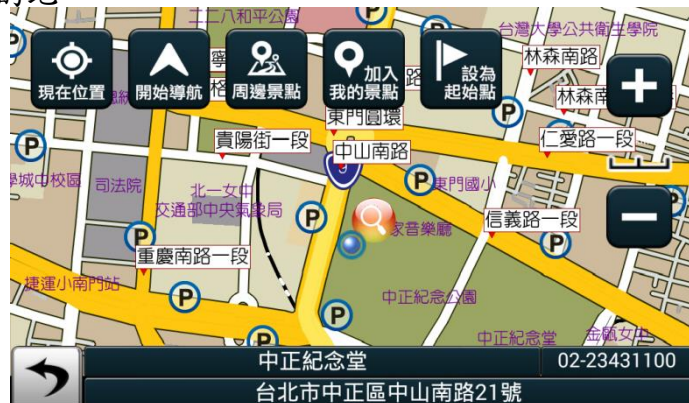 二二八和平公園
台灣大學公共衛生學院
現在位置
開始導航
周邊景點
加入
我的景點
設為
起始點
林森南路
林森南
東門圓環
貴陽街一段
中山南路
仁愛路一段
P
學城中校區
司法院
北一女中
交通部中央氣象局
東門國小
信義路一段
家音樂廳
重慶南路一段
捷運小南門站
中正紀念公園
中正紀念堂
金甌女中
9
中正紀念堂
02-23431100
台北市中正區中山南路21號